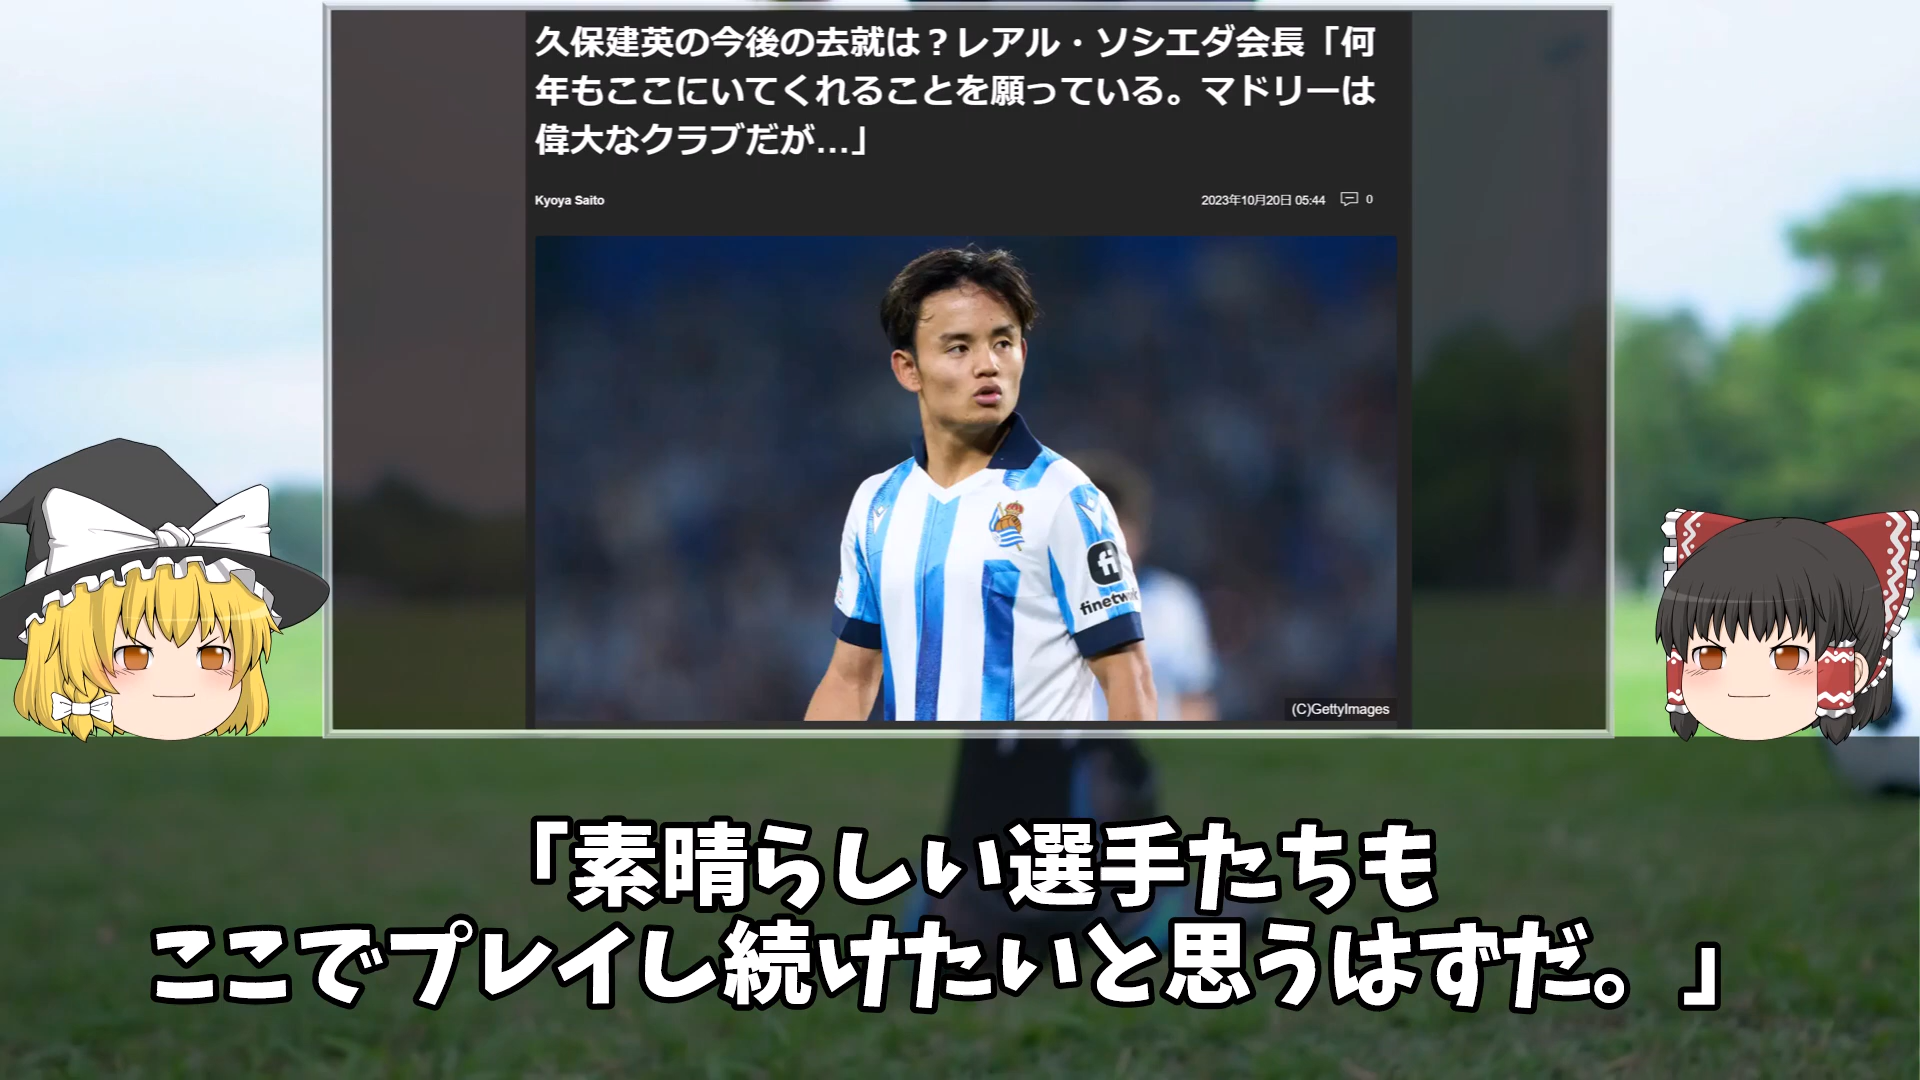 久保建英の今後の去就は？レアル・ソシエダ会長「何
年もここにいてくれることを願っている。マドリーは
偉大なクラブだが…」
Kyoya Saito
2023年10月20日 05:44 0
finetw
(C)GettyImages
「素晴らしい選手たちも
ここでプレイし続けたいと思うはずだ。」